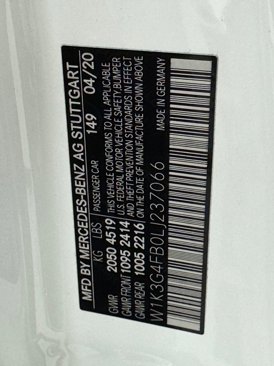 MFD BY MERCEDES-BENZ AG STUTTGART
PASSENGER CAR 149 04/20
KG LBS
GVWR 2050 4519
GAWR FRONT 1095 2414
GAWR REAR 1005 2216
THIS VEHICLE CONFORMS TO ALL APPLICABLE
U.S. FEDERAL MOTOR VEHICLE SAFETY, BUMPER
AND THEFT PREVENTION STANDARDS IN EFFECT
ON THE DATE OF MANUFACTURE SHOWN ABOVE
W1K3G4FB0LJ237066
MADE IN GERMANY